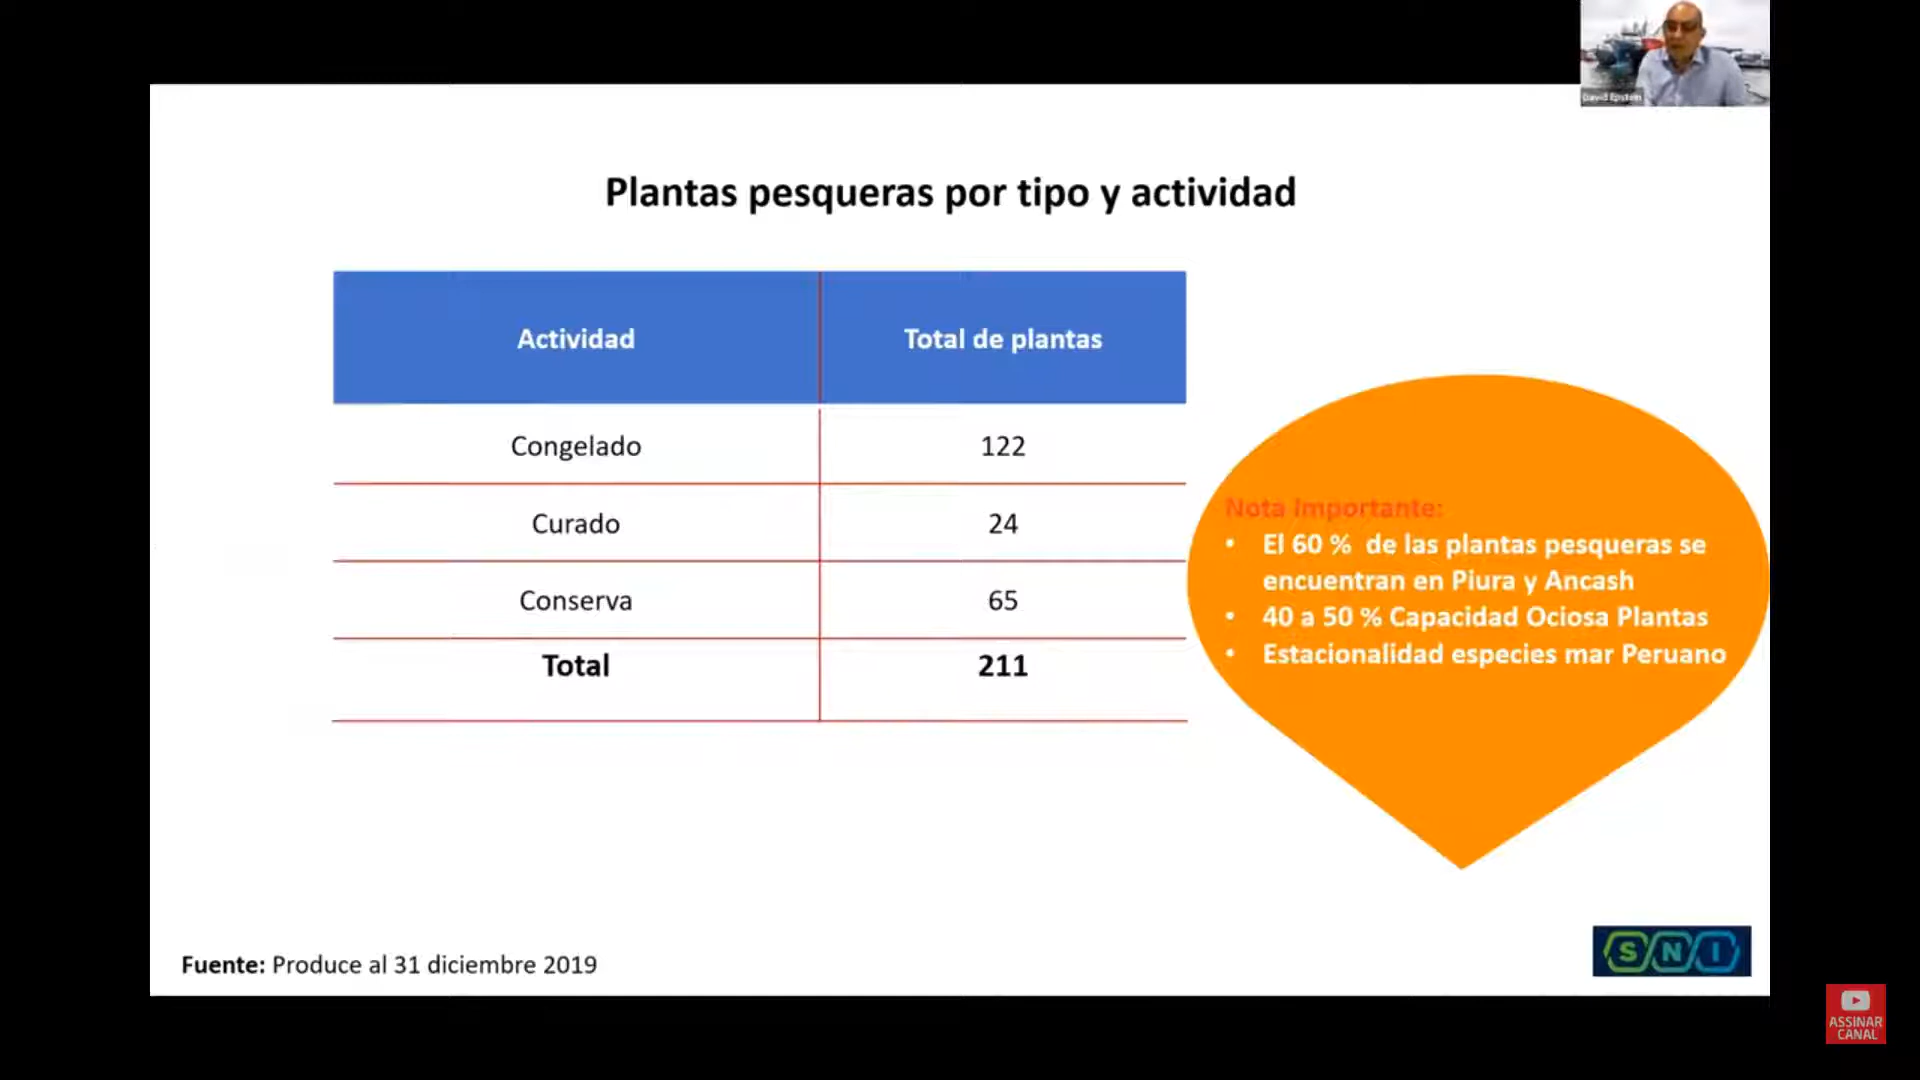 David Epstein
Plantas pesqueras por tipo y actividad
Actividad Total de plantas
Congelado 122
Curado 24
Conserva 65
Total 211
Nota Importante:
• El 60 % de las plantas pesqueras se
encuentran en Piura y Ancash
• 40 a 50 % Capacidad Ociosa Plantas
• Estacionalidad especies mar Peruano
Fuente: Produce al 31 diciembre 2019
SNI
ASSINAR
CANAL